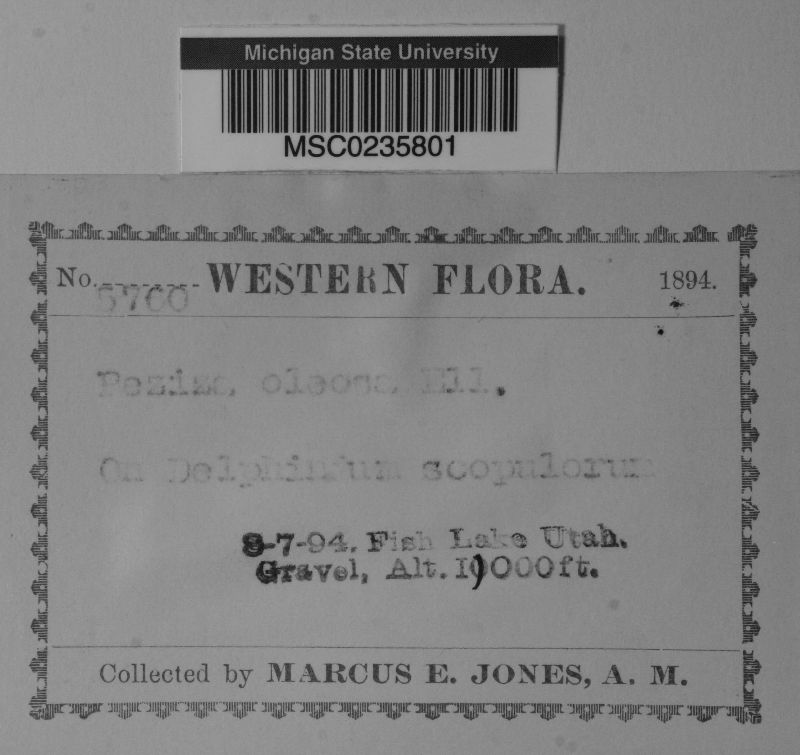 Michigan State University
MSC0235801
No. 5760 WESTERN FLORA. 1894.
Peziza oleosa Ell.
On Delphinium scopulorum
8-7-94. Fish Lake Utah.
Gravel, Alt. 10000ft.
Collected by MARCUS E. JONES, A. M.